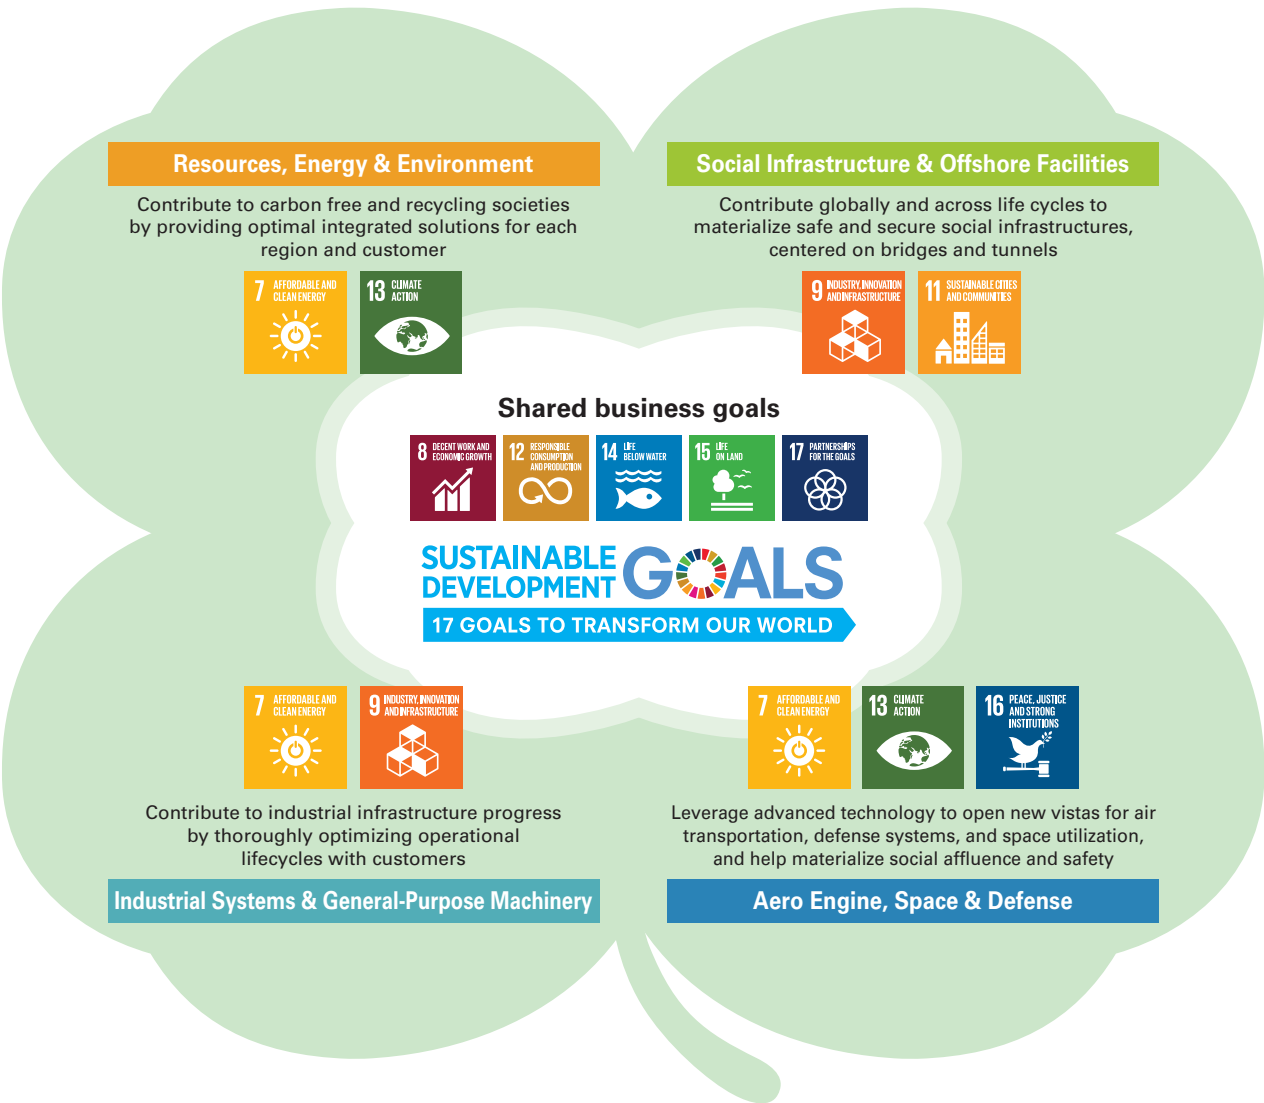 Resources, Energy & Environment
Contribute to carbon free and recycling societies
by providing optimal integrated solutions for each
region and customer
7 AFFORDABLE AND
CLEAN ENERGY
13 CLIMATE
ACTION
Social Infrastructure & Offshore Facilities
Contribute globally and across life cycles to
materialize safe and secure social infrastructures,
centered on bridges and tunnels
9 INDUSTRY, INNOVATION
AND INFRASTRUCTURE
11 SUSTAINABLE CITIES
AND COMMUNITIES
Shared business goals
8 DECENT WORK AND
ECONOMIC GROWTH
12 RESPONSIBLE
CONSUMPTION
AND PRODUCTION
14 LIFE
BELOW WATER
15 LIFE
ON LAND
17 PARTNERSHIPS
FOR THE GOALS
SUSTAINABLE
DEVELOPMENT
GOALS
17 GOALS TO TRANSFORM OUR WORLD
7 AFFORDABLE AND
CLEAN ENERGY
9 INDUSTRY, INNOVATION
AND INFRASTRUCTURE
Contribute to industrial infrastructure progress
by thoroughly optimizing operational
lifecycles with customers
Industrial Systems & General-Purpose Machinery
7 AFFORDABLE AND
CLEAN ENERGY
13 CLIMATE
ACTION
16 PEACE, JUSTICE
AND STRONG
INSTITUTIONS
Leverage advanced technology to open new vistas for air
transportation, defense systems, and space utilization,
and help materialize social affluence and safety
Aero Engine, Space & Defense